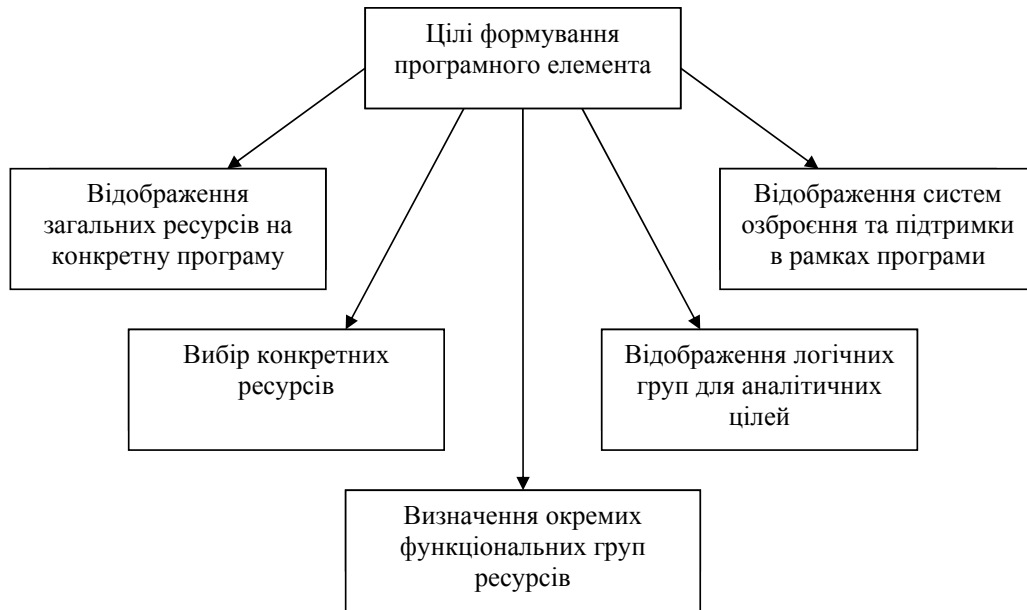 Цілі формування
програмного елемента
Відображення
загальних ресурсів на
конкретну програму
Відображення систем
озброєння та підтримки
в рамках програми
Вибір конкретних
ресурсів
Відображення логічних
груп для аналітичних
цілей
Визначення окремих
функціональних груп
ресурсів